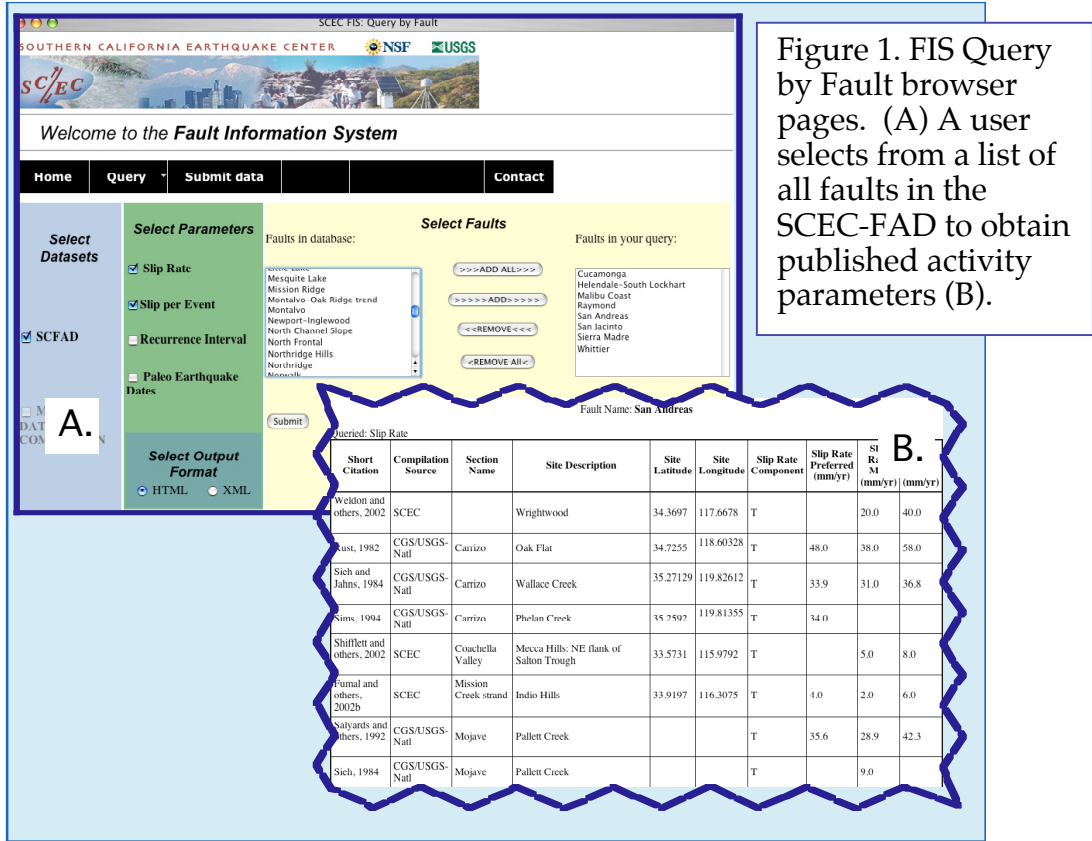 SCEC FIS: Query by Fault
SOUTHERN CALIFORNIA EARTHQUAKE CENTER NSF USGS
SC/EC
Welcome to the Fault Information System
Home Query Submit data Contact
Select Datasets
SCFAD
A.
Select Parameters
Slip Rate
Slip per Event
Recurrence Interval
Paleo Earthquake
Dates
Select Output
Format
HTML XML
Select Faults
Faults in database:
Little Lake
Mesquite Lake
Mission Ridge
Montalvo-Oak Ridge trend
Montalvo
Newport-Inglewood
North Channel Slope
North Frontal
Northridge Hills
Northridge
Norwalk
>>>ADD ALL>>>
>>>>>ADD>>>>>
<<REMOVE<<<
<REMOVE All<
Faults in your query:
Cucamonga
Helendale-South Lockhart
Malibu Coast
Raymond
San Andreas
San Jacinto
Sierra Madre
Whittier
Submit
Figure 1. FIS Query
by Fault browser
pages. (A) A user
selects from a list of
all faults in the
SCEC-FAD to obtain
published activity
parameters (B).
Fault Name: San Andreas
Queried: Slip Rate
B.
Short Citation Compilation Source Section Name Site Description Site Latitude Site Longitude Slip Rate Component Slip Rate Preferred (mm/yr) (mm/yr) (mm/yr)
Weldon and others, 2002 SCEC Wrightwood 34.3697 117.6678 T 20.0 40.0
Rust, 1982 CGS/USGS-Natl Carrizo Oak Flat 34.7255 118.60328 T 48.0 38.0 58.0
Sieh and Jahns, 1984 CGS/USGS-Natl Carrizo Wallace Creek 35.27129 119.82612 T 33.9 31.0 36.8
Sims, 1994 CGS/USGS-Natl Carrizo Phelan Creek 35.2592 119.81355 T 34.0
Shifflett and others, 2002 SCEC Coachella Valley Mecca Hills: NE flank of Salton Trough 33.5731 115.9792 T 5.0 8.0
Fumal and others, 2002b SCEC Mission Creek strand Indio Hills 33.9197 116.3075 T 4.0 2.0 6.0
Salyards and others, 1992 CGS/USGS-Natl Mojave Pallett Creek T 35.6 28.9 42.3
Sieh, 1984 CGS/USGS-Natl Mojave Pallett Creek T 9.0